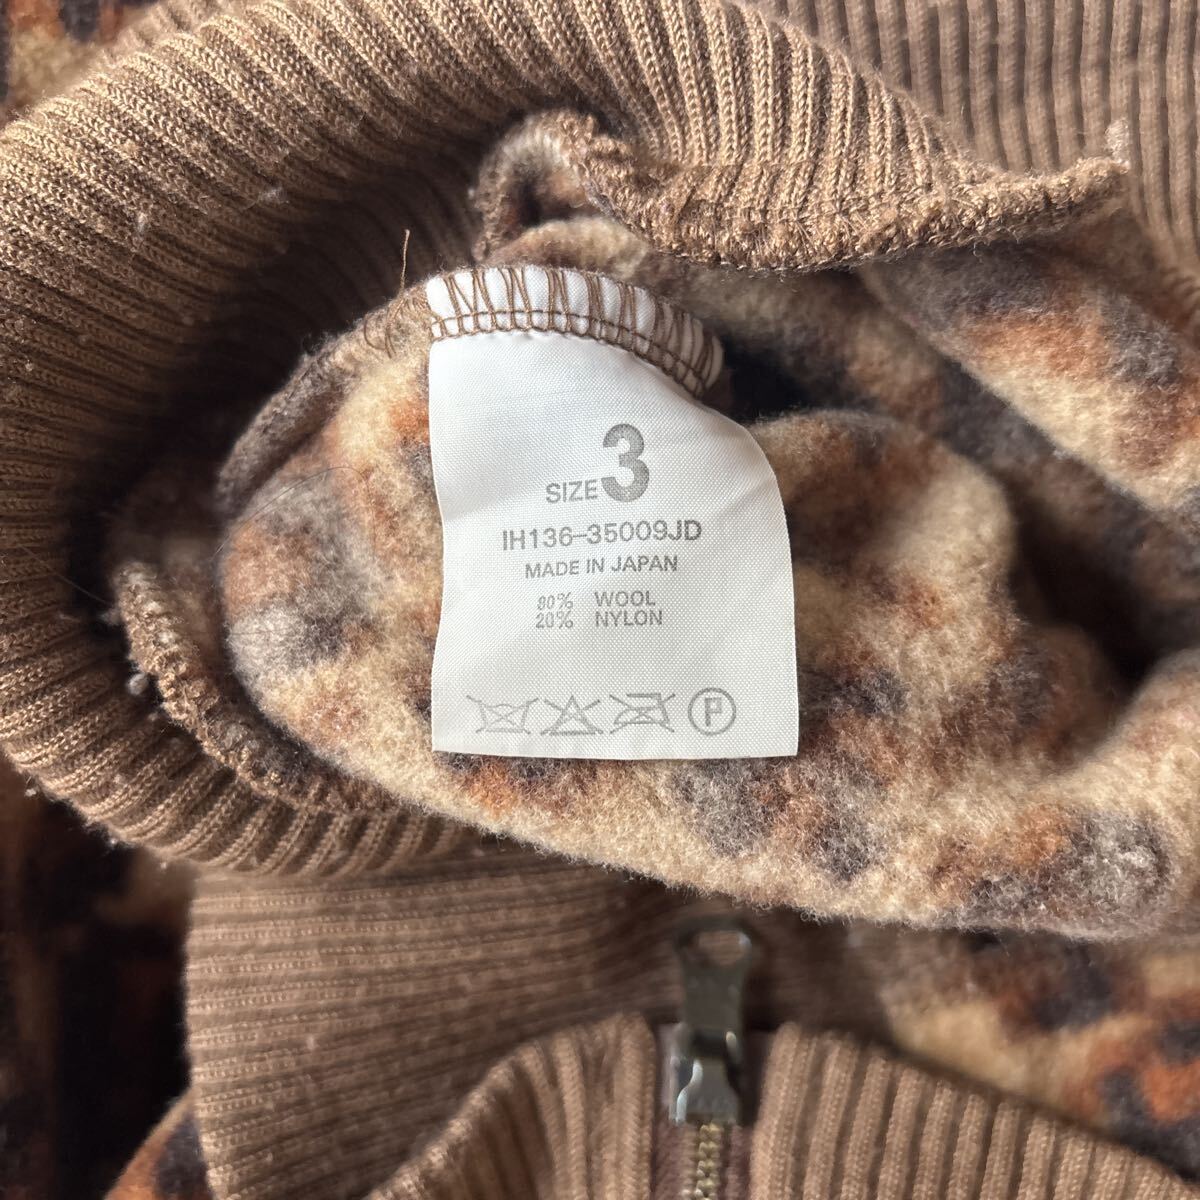 SIZE 3
IH136-35009JD
MADE IN JAPAN
80% WOOL
20% NYLON
P